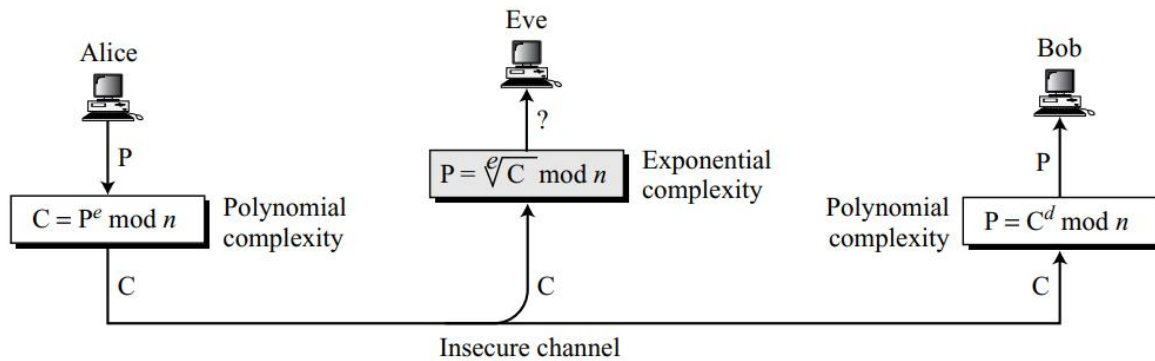 Eve
Alice
Bob
?
P
P = ᵉ√C mod n
Exponential
complexity
P
C = Pᵉ mod n
Polynomial
complexity
Polynomial
complexity
P = Cᵈ mod n
C
C
C
Insecure channel